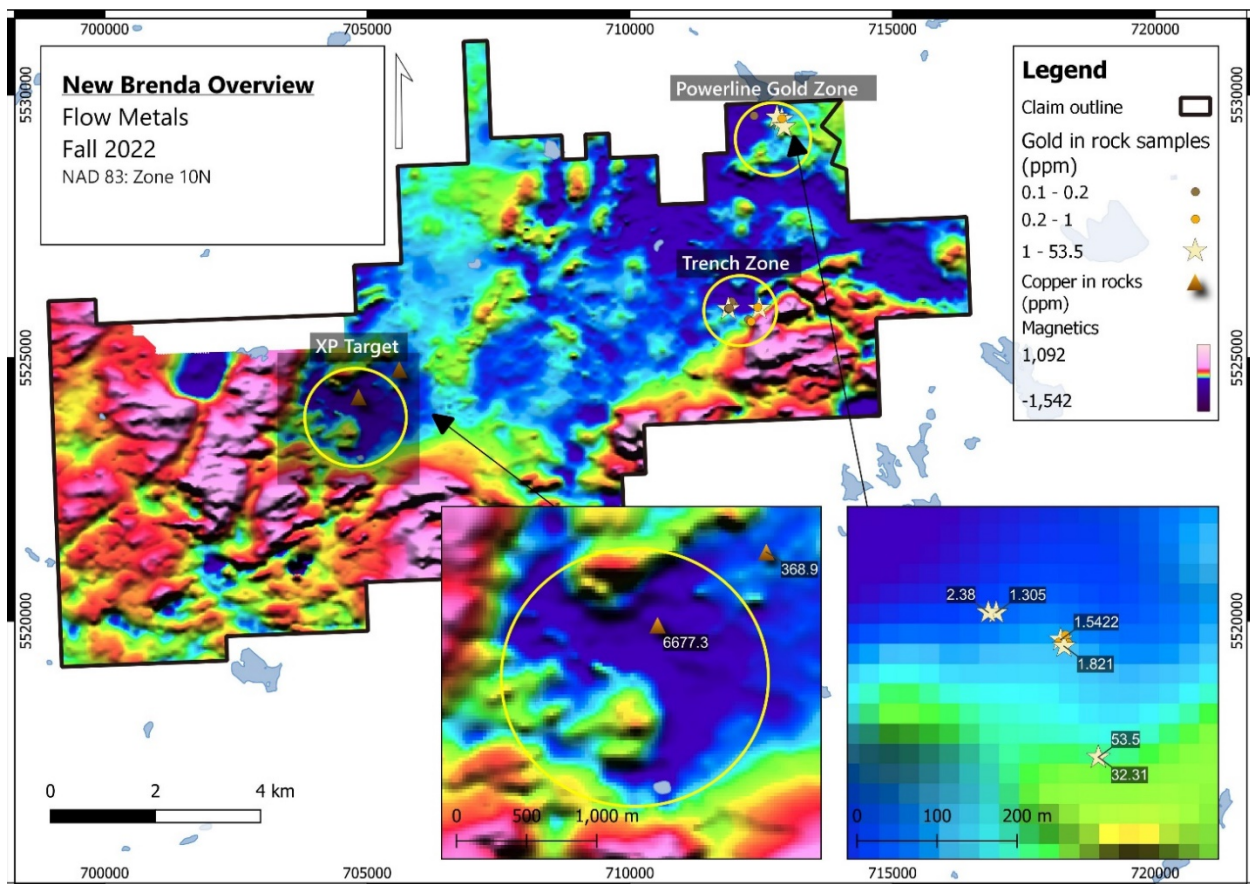 700000
705000
710000
715000
720000
New Brenda Overview
Flow Metals
Fall 2022
NAD 83: Zone 10N
5530000
5530000
Powerline Gold Zone
Legend
Claim outline
Gold in rock samples
(ppm)
0.1 - 0.2
0.2 - 1
1 - 53.5
Copper in rocks
(ppm)
Magnetics
1,092
-1,542
Trench Zone
XP Target
5525000
5525000
5520000
5520000
368.9
6677.3
2.38
1.305
1.5422
1.821
53.5
32.31
0
2
4 km
0
500
1,000 m
0
100
200 m
700000
705000
710000
715000
720000